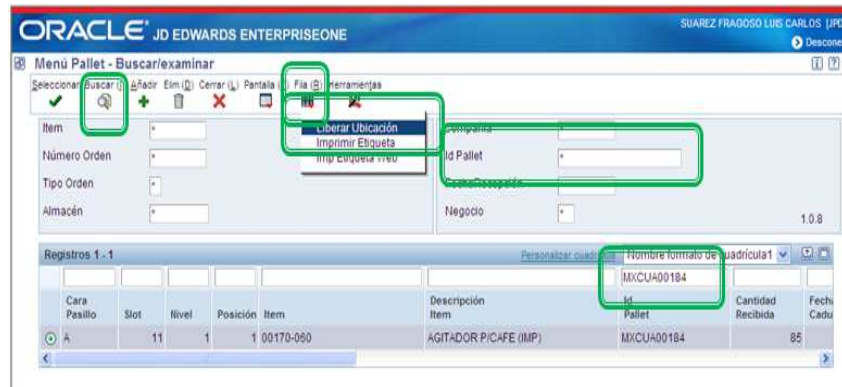 ORACLE® JD EDWARDS ENTERPRISEONE
SUAREZ FRAGOSO LUIS CARLOS [JPD
Descone
Menú Pallet - Buscar/examinar
Seleccionar Buscar Añadir Elim (D) Cerrar (L) Pantalla Fila (R) Herramientas
Liberar Ubicación
Imprimir Etiqueta
Imp Etiqueta Web
Item *
Compañía *
Número Orden *
Id Pallet *
Tipo Orden *
Fecha Recepción
Almacén *
Negocio *
1.0.8
Registros 1 - 1
Personalizar cuadrícula
Nombre formato de cuadrícula1
MXCUA00184
Cara Pasillo Slot Nivel Posición Item Descripción Item Id Pallet Cantidad Recibida Fecha Cadu
A 11 1 1 00170-060 AGITADOR P/CAFE (IMP) MXCUA00184 85